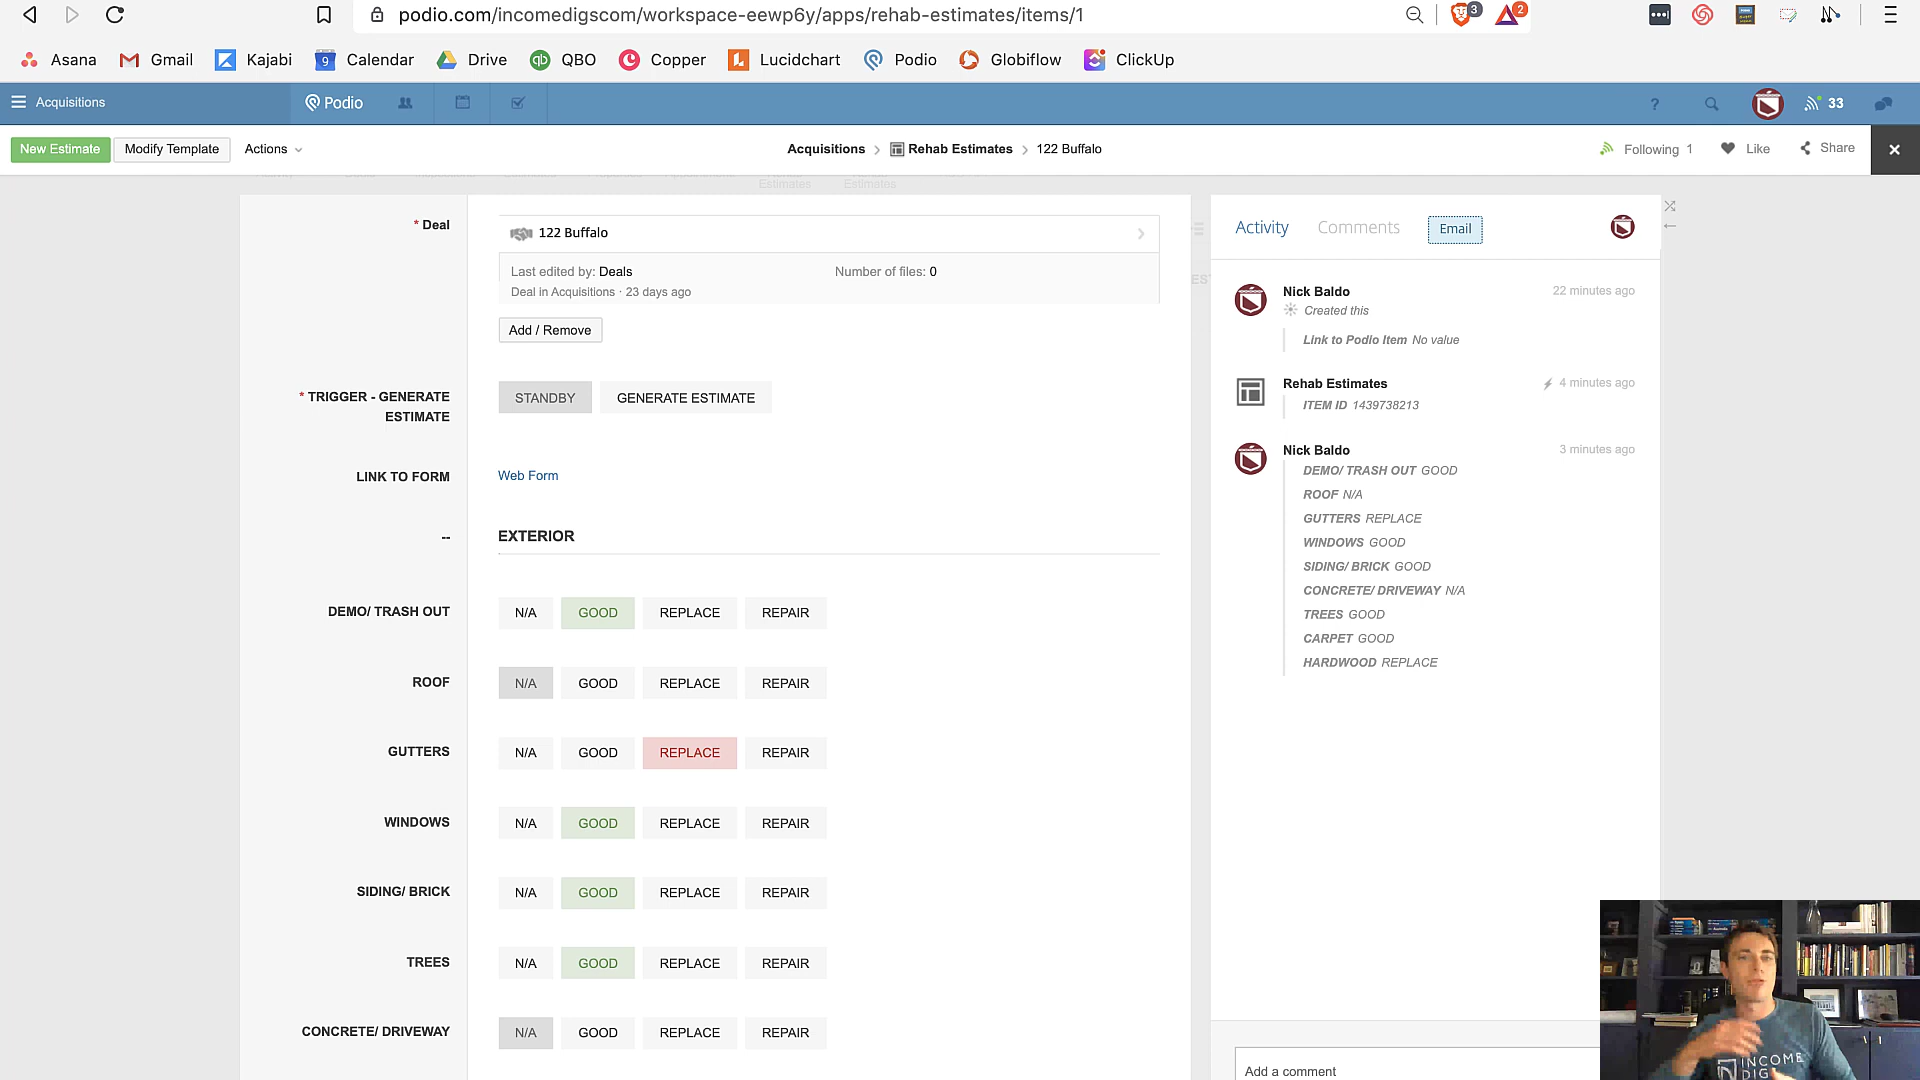 podio.com/incomedigscom/workspace-eewp6y/apps/rehab-estimates/items/1
3
2
Asana
Gmail
Kajabi
9
Calendar
Drive
qb
QBO
Copper
Lucidchart
Podio
Globiflow
ClickUp
Acquisitions
Podio
?
33
New Estimate
Modify Template
Actions
Acquisitions
Rehab Estimates
122 Buffalo
Following 1
Like
Share
Estimates
Estimates
* Deal
122 Buffalo
Last edited by: Deals
Number of files: 0
Deal in Acquisitions · 23 days ago
Add / Remove
* TRIGGER - GENERATE ESTIMATE
STANDBY
GENERATE ESTIMATE
LINK TO FORM
Web Form
--
EXTERIOR
DEMO/ TRASH OUT
N/A
GOOD
REPLACE
REPAIR
ROOF
N/A
GOOD
REPLACE
REPAIR
GUTTERS
N/A
GOOD
REPLACE
REPAIR
WINDOWS
N/A
GOOD
REPLACE
REPAIR
SIDING/ BRICK
N/A
GOOD
REPLACE
REPAIR
TREES
N/A
GOOD
REPLACE
REPAIR
CONCRETE/ DRIVEWAY
N/A
GOOD
REPLACE
REPAIR
Activity
Comments
Email
Nick Baldo
22 minutes ago
Created this
Link to Podio Item No value
Rehab Estimates
4 minutes ago
ITEM ID 1439738213
Nick Baldo
3 minutes ago
DEMO/ TRASH OUT GOOD
ROOF N/A
GUTTERS REPLACE
WINDOWS GOOD
SIDING/ BRICK GOOD
CONCRETE/ DRIVEWAY N/A
TREES GOOD
CARPET GOOD
HARDWOOD REPLACE
Add a comment
INCOME